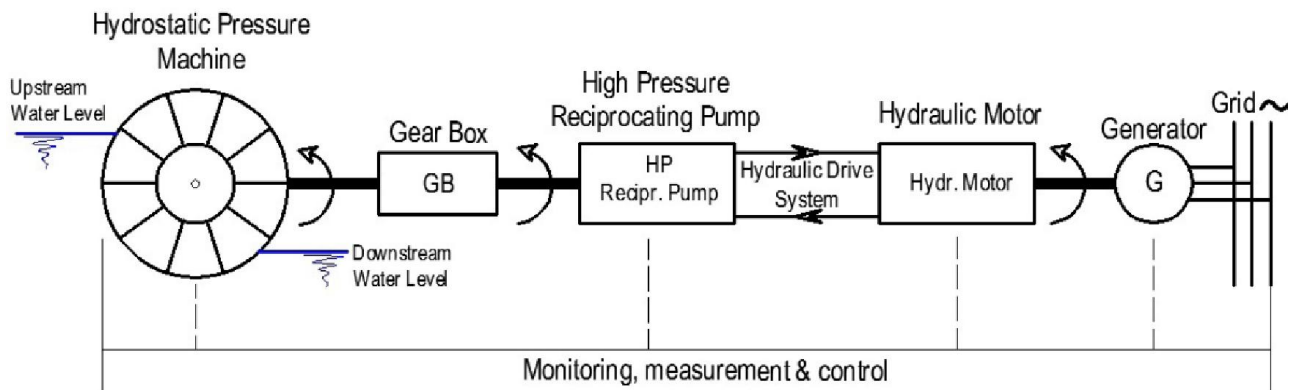 Hydrostatic Pressure
Machine
Upstream
Water Level
Gear Box
GB
High Pressure
Reciprocating Pump
HP
Recipr. Pump
Hydraulic Drive
System
Hydraulic Motor
Hydr. Motor
Generator
G
Grid ~
Downstream
Water Level
Monitoring, measurement & control